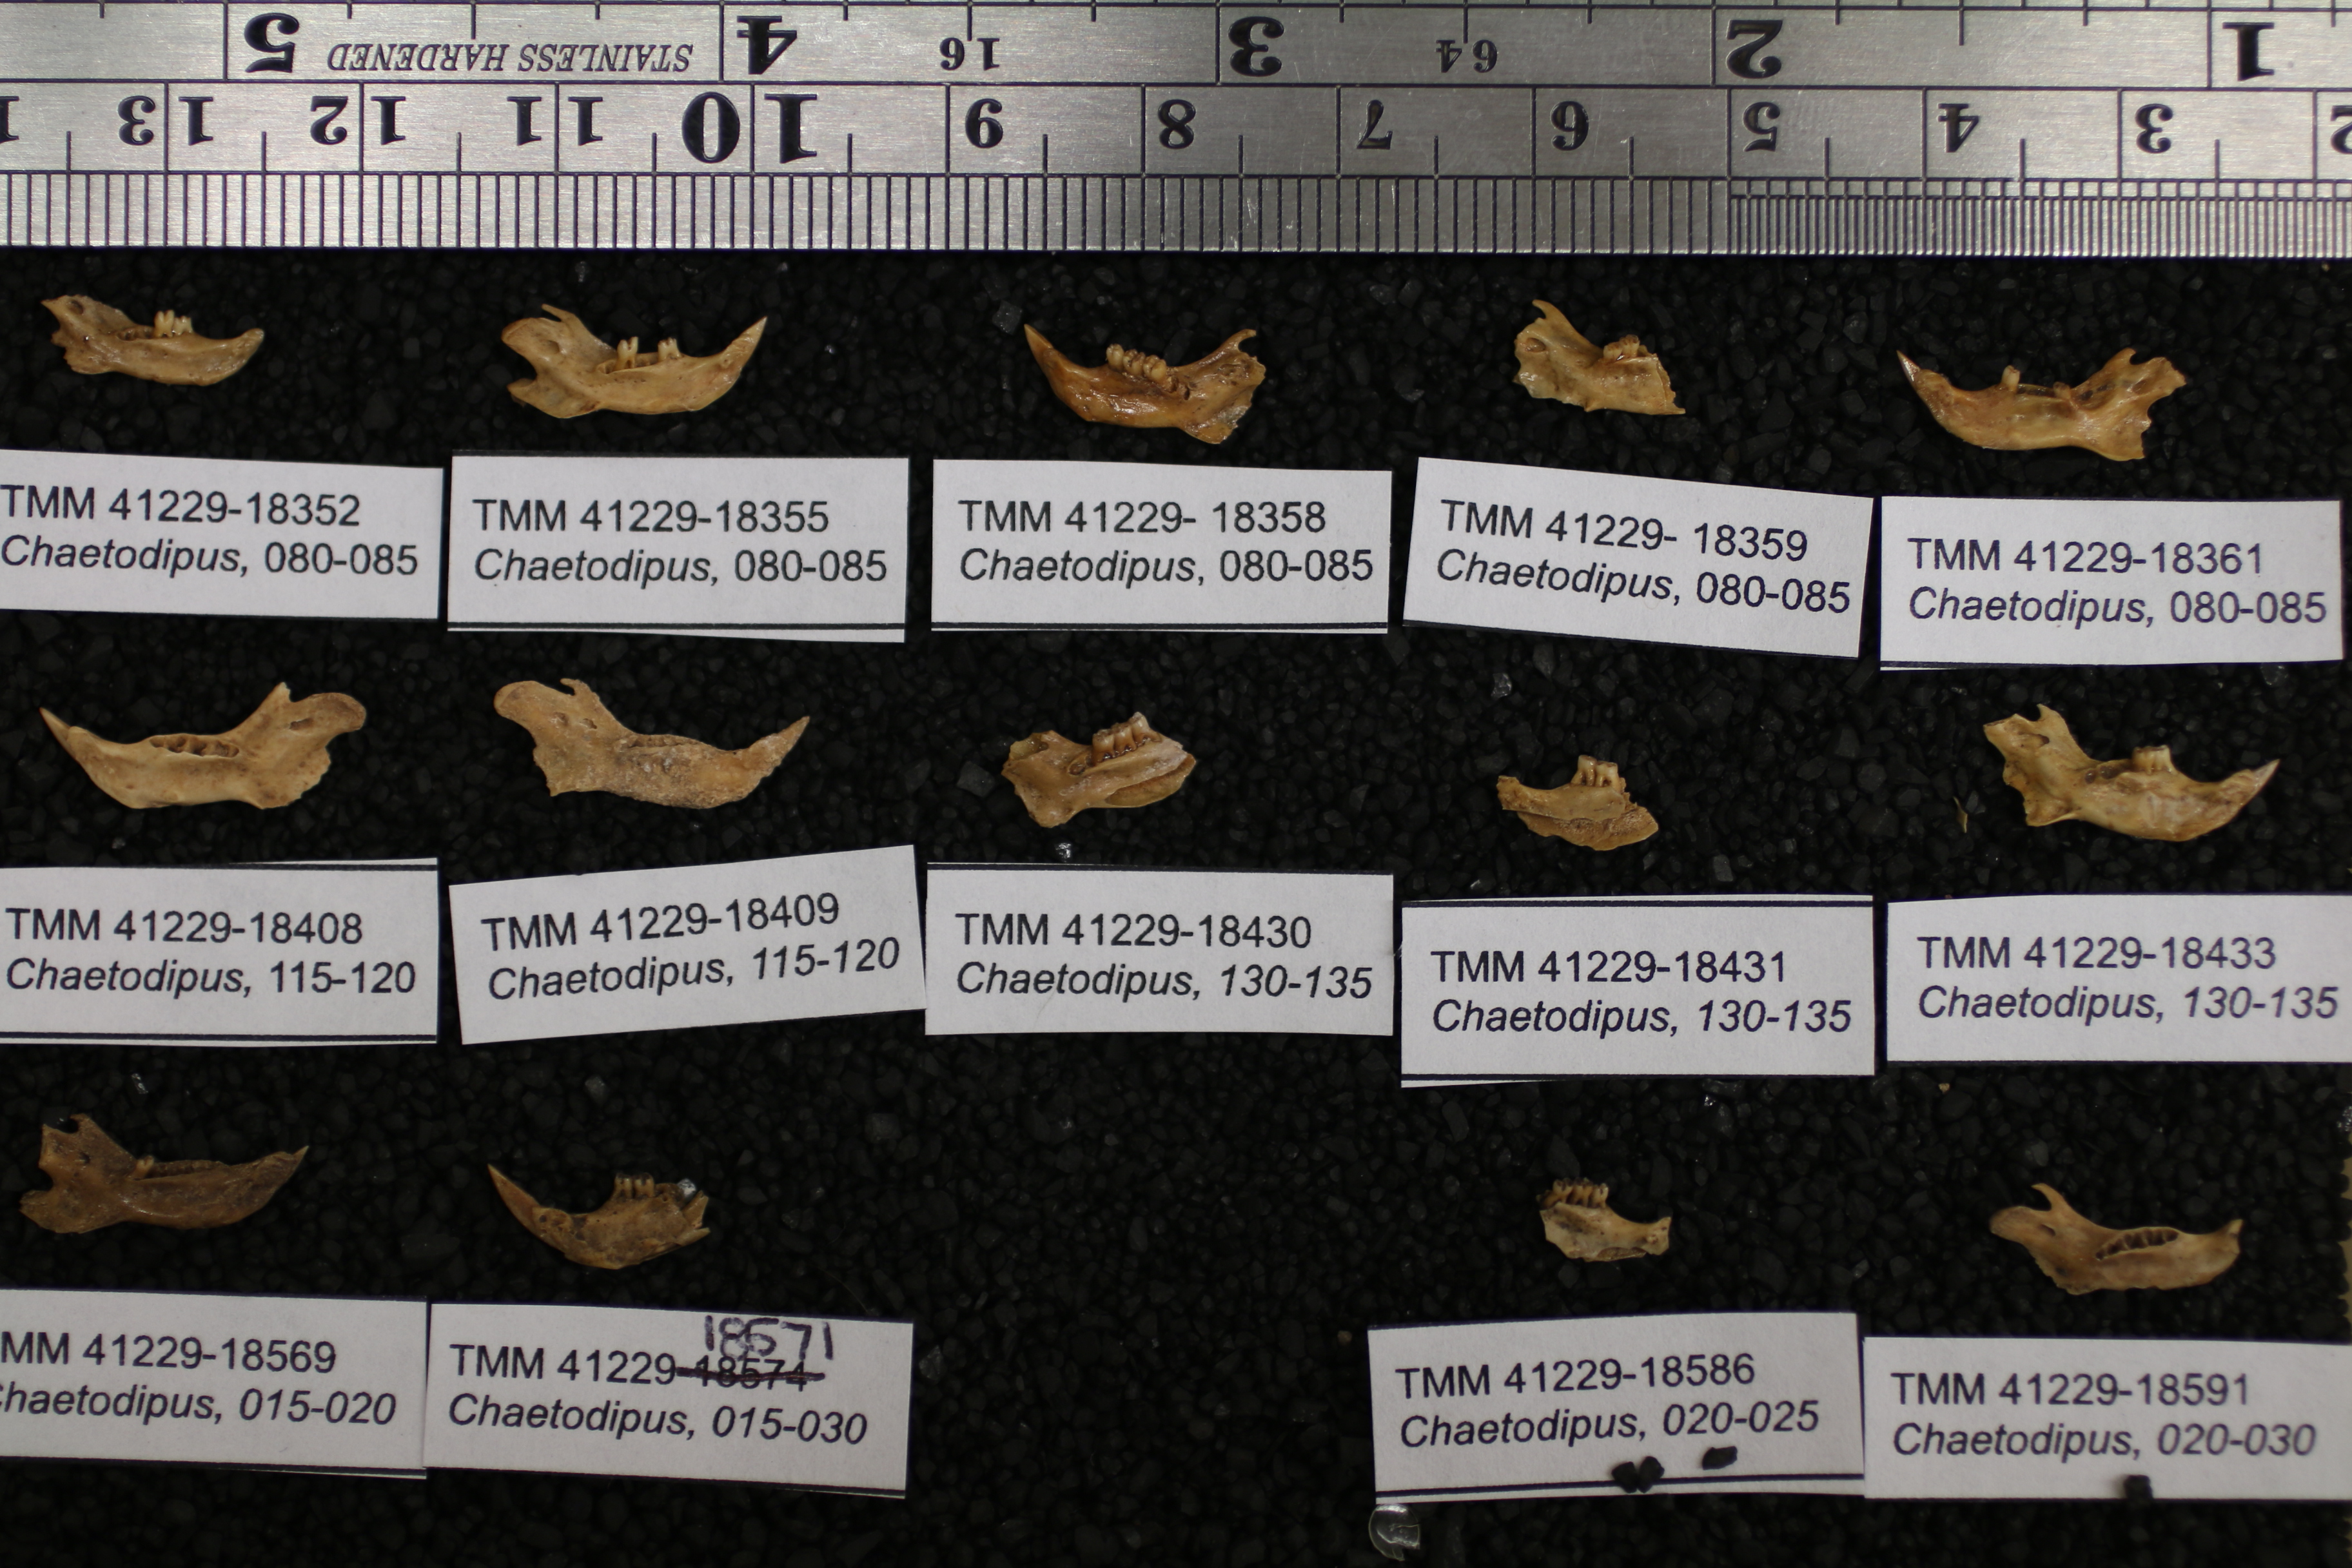 5 STAINLESS HARDENED 4 16 3 64 2 1
13 12 11 10 9 8 7 6 5 4 3 2
TMM 41229-18352
Chaetodipus, 080-085
TMM 41229-18355
Chaetodipus, 080-085
TMM 41229- 18358
Chaetodipus, 080-085
TMM 41229- 18359
Chaetodipus, 080-085
TMM 41229-18361
Chaetodipus, 080-085
TMM 41229-18408
Chaetodipus, 115-120
TMM 41229-18409
Chaetodipus, 115-120
TMM 41229-18430
Chaetodipus, 130-135
TMM 41229-18431
Chaetodipus, 130-135
TMM 41229-18433
Chaetodipus, 130-135
MM 41229-18569
haetodipus, 015-020
18571
TMM 41229-18574
Chaetodipus, 015-030
TMM 41229-18586
Chaetodipus, 020-025
TMM 41229-18591
Chaetodipus, 020-030